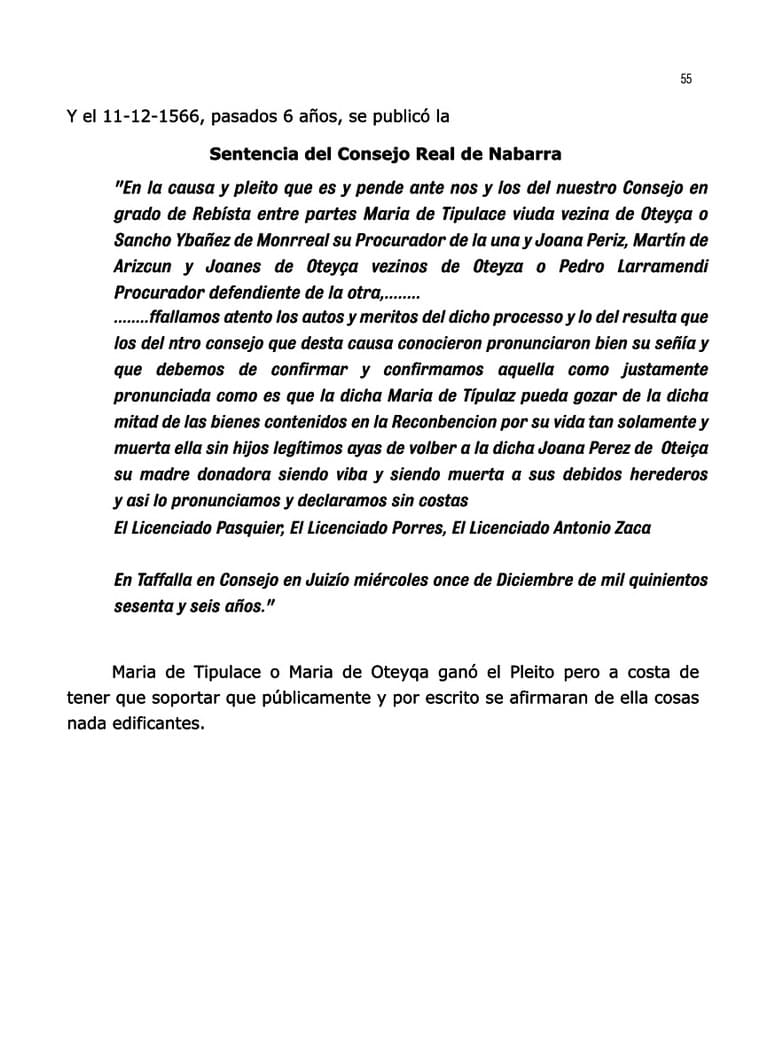 55
Y el 11-12-1566, pasados 6 años, se publicó la
Sentencia del Consejo Real de Nabarra
"En la causa y pleito que es y pende ante nos y los del nuestro Consejo en
grado de Rebísta entre partes Maria de Tipulace viuda vezina de Oteyça o
Sancho Ybañez de Monrreal su Procurador de la una y Joana Periz, Martín de
Arizcun y Joanes de Oteyça vezinos de Oteyza o Pedro Larramendi
Procurador defendiente de la otra,........
........ffallamos atento los autos y meritos del dicho processo y lo del resulta que
los del ntro consejo que desta causa conocieron pronunciaron bien su señía y
que debemos de confirmar y confirmamos aquella como justamente
pronunciada como es que la dicha Maria de Típulaz pueda gozar de la dicha
mitad de las bienes contenidos en la Reconbencion por su vida tan solamente y
muerta ella sin hijos legítimos ayas de volber a la dicha Joana Perez de Oteiça
su madre donadora siendo viba y siendo muerta a sus debidos herederos
y asi lo pronunciamos y declaramos sin costas
El Licenciado Pasquier, El Licenciado Porres, El Licenciado Antonio Zaca
En Taffalla en Consejo en Juizío miércoles once de Diciembre de mil quinientos
sesenta y seis años."
Maria de Tipulace o Maria de Oteyqa ganó el Pleito pero a costa de
tener que soportar que públicamente y por escrito se afirmaran de ella cosas
nada edificantes.